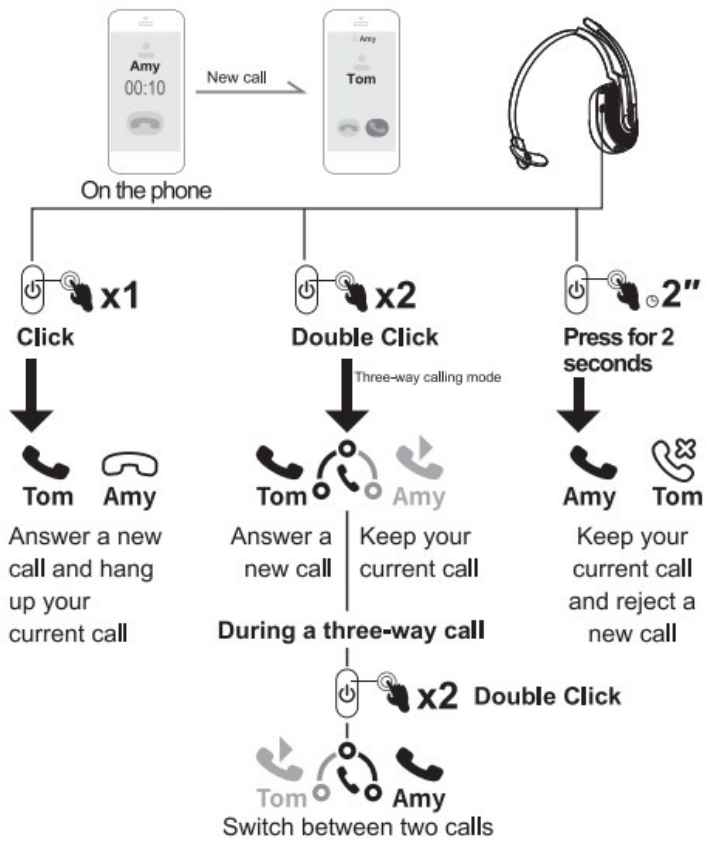 Amy
00:10
New call
Amy
Tom
On the phone
x1
Click
x2
Double Click
2"
Press for 2
seconds
Three-way calling mode
Tom Amy
Answer a new
call and hang
up your
current call
Tom Amy
Answer a
new call
Keep your
current call
Amy Tom
Keep your
current call
and reject a
new call
During a three-way call
x2 Double Click
Tom Amy
Switch between two calls